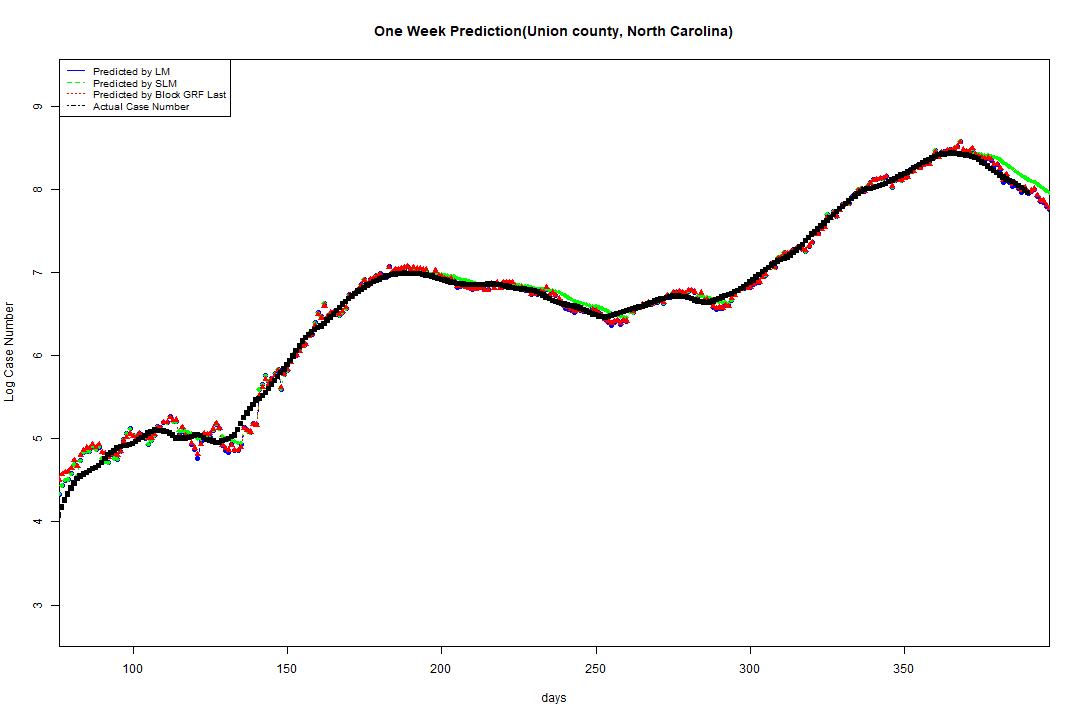 One Week Prediction(Union county, North Carolina)
Predicted by LM
Predicted by SLM
Predicted by Block GRF Last
Actual Case Number
9
8
7
6
5
4
3
Log Case Number
100 150 200 250 300 350
days